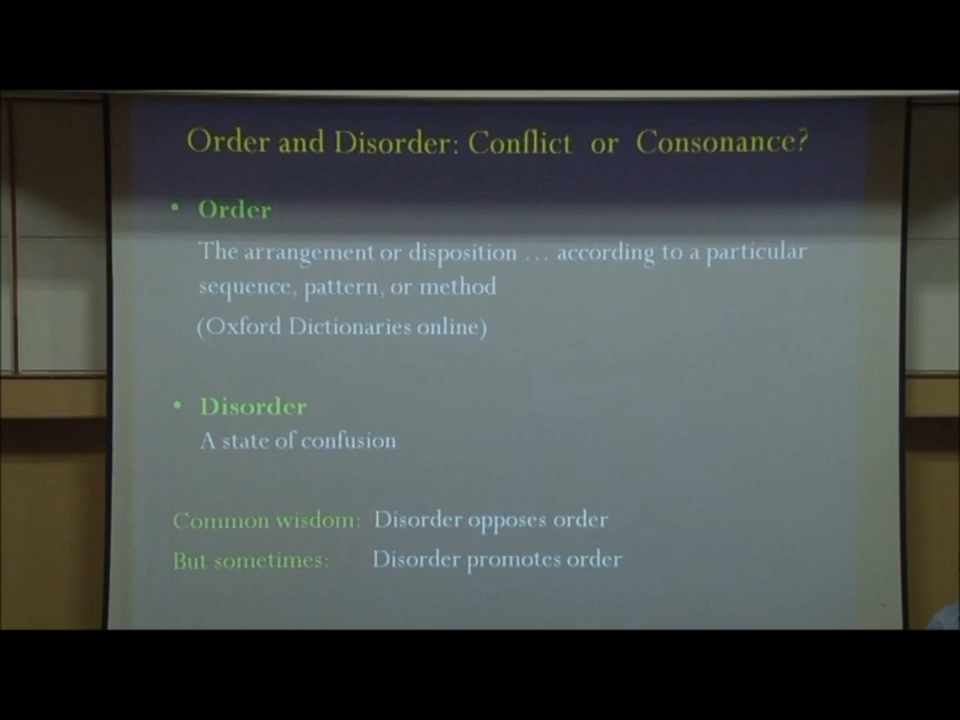 Order and Disorder: Conflict or Consonance?
• Order
The arrangement or disposition ... according to a particular
sequence, pattern, or method
(Oxford Dictionaries online)
• Disorder
A state of confusion
Common wisdom: Disorder opposes order
But sometimes: Disorder promotes order